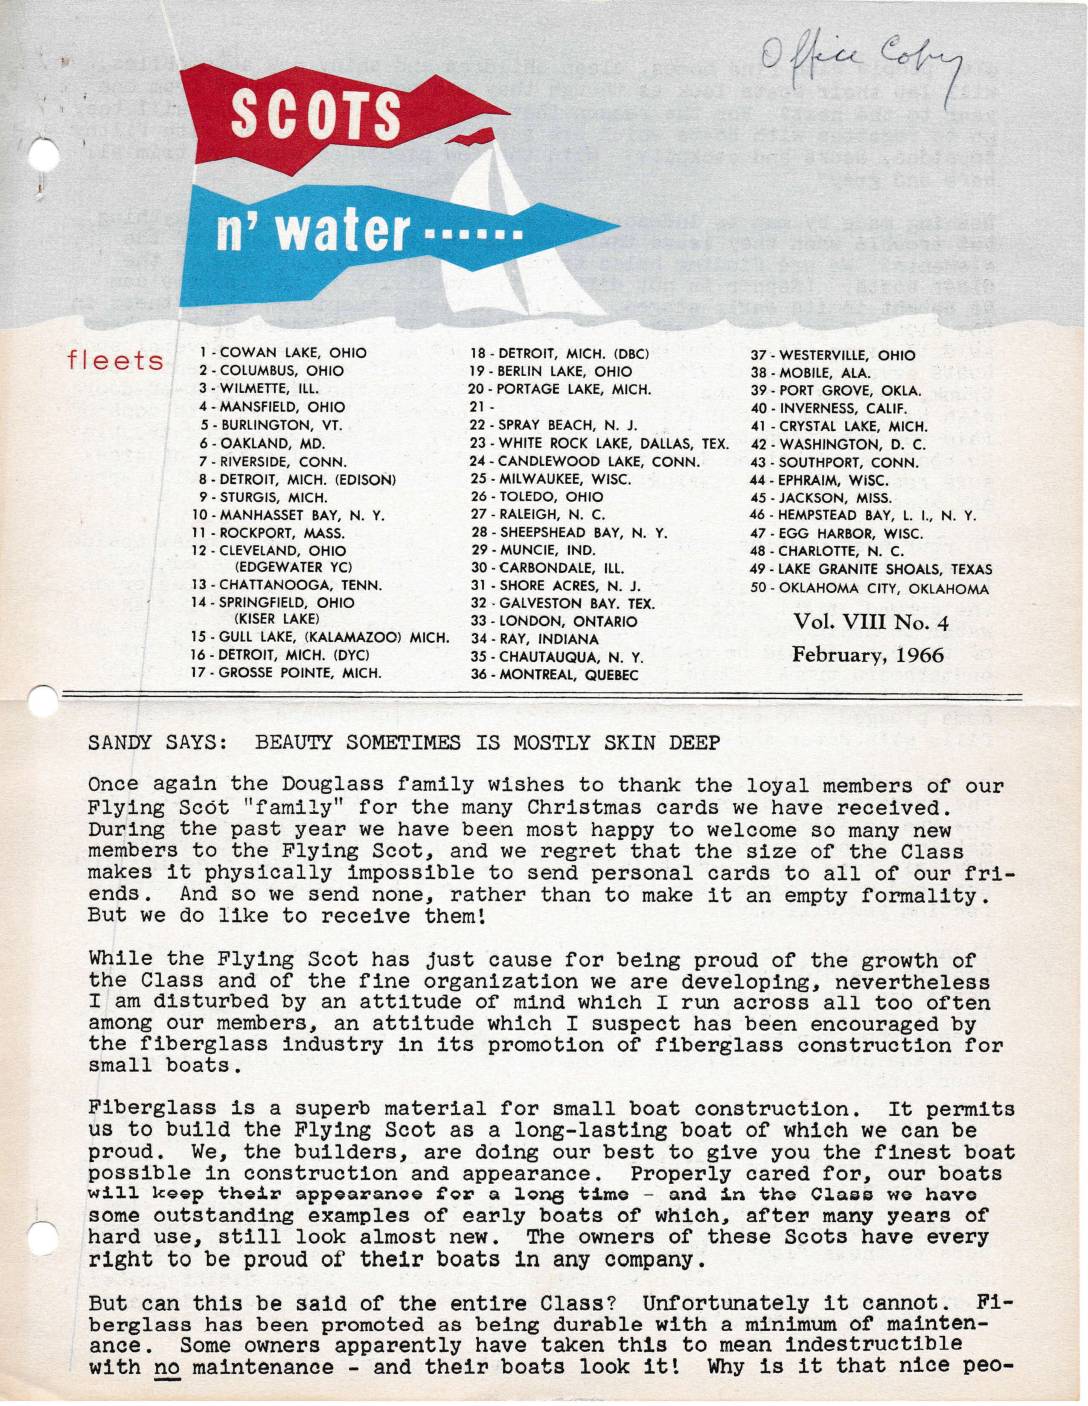 Office Copy
SCOTS
n' water ......
fleets
1 - COWAN LAKE, OHIO
2 - COLUMBUS, OHIO
3 - WILMETTE, ILL.
4 - MANSFIELD, OHIO
5 - BURLINGTON, VT.
6 - OAKLAND, MD.
7 - RIVERSIDE, CONN.
8 - DETROIT, MICH. (EDISON)
9 - STURGIS, MICH.
10 - MANHASSET BAY, N. Y.
11 - ROCKPORT, MASS.
12 - CLEVELAND, OHIO
(EDGEWATER YC)
13 - CHATTANOOGA, TENN.
14 - SPRINGFIELD, OHIO
(KISER LAKE)
15 - GULL LAKE, (KALAMAZOO) MICH.
16 - DETROIT, MICH. (DYC)
17 - GROSSE POINTE, MICH.
18 - DETROIT, MICH. (DBC)
19 - BERLIN LAKE, OHIO
20 - PORTAGE LAKE, MICH.
21 -
22 - SPRAY BEACH, N. J.
23 - WHITE ROCK LAKE, DALLAS, TEX.
24 - CANDLEWOOD LAKE, CONN.
25 - MILWAUKEE, WISC.
26 - TOLEDO, OHIO
27 - RALEIGH, N. C.
28 - SHEEPSHEAD BAY, N. Y.
29 - MUNCIE, IND.
30 - CARBONDALE, ILL.
31 - SHORE ACRES, N. J.
32 - GALVESTON BAY. TEX.
33 - LONDON, ONTARIO
34 - RAY, INDIANA
35 - CHAUTAUQUA, N. Y.
36 - MONTREAL, QUEBEC
37 - WESTERVILLE, OHIO
38 - MOBILE, ALA.
39 - PORT GROVE, OKLA.
40 - INVERNESS, CALIF.
41 - CRYSTAL LAKE, MICH.
42 - WASHINGTON, D. C.
43 - SOUTHPORT, CONN.
44 - EPHRAIM, WISC.
45 - JACKSON, MISS.
46 - HEMPSTEAD BAY, L. I., N. Y.
47 - EGG HARBOR, WISC.
48 - CHARLOTTE, N. C.
49 - LAKE GRANITE SHOALS, TEXAS
50 - OKLAHOMA CITY, OKLAHOMA
Vol. VIII No. 4
February, 1966
SANDY SAYS: BEAUTY SOMETIMES IS MOSTLY SKIN DEEP
Once again the Douglass family wishes to thank the loyal members of our
Flying Scot "family" for the many Christmas cards we have received.
During the past year we have been most happy to welcome so many new
members to the Flying Scot, and we regret that the size of the Class
makes it physically impossible to send personal cards to all of our fri-
ends. And so we send none, rather than to make it an empty formality.
But we do like to receive them!
While the Flying Scot has just cause for being proud of the growth of
the Class and of the fine organization we are developing, nevertheless
I am disturbed by an attitude of mind which I run across all too often
among our members, an attitude which I suspect has been encouraged by
the fiberglass industry in its promotion of fiberglass construction for
small boats.
Fiberglass is a superb material for small boat construction. It permits
us to build the Flying Scot as a long-lasting boat of which we can be
proud. We, the builders, are doing our best to give you the finest boat
possible in construction and appearance. Properly cared for, our boats
will keep their appearance for a long time - and in the Class we have
some outstanding examples of early boats of which, after many years of
hard use, still look almost new. The owners of these Scots have every
right to be proud of their boats in any company.
But can this be said of the entire Class? Unfortunately it cannot. Fi-
berglass has been promoted as being durable with a minimum of mainten-
ance. Some owners apparently have taken this to mean indestructible
with no maintenance - and their boats look it! Why is it that nice peo-